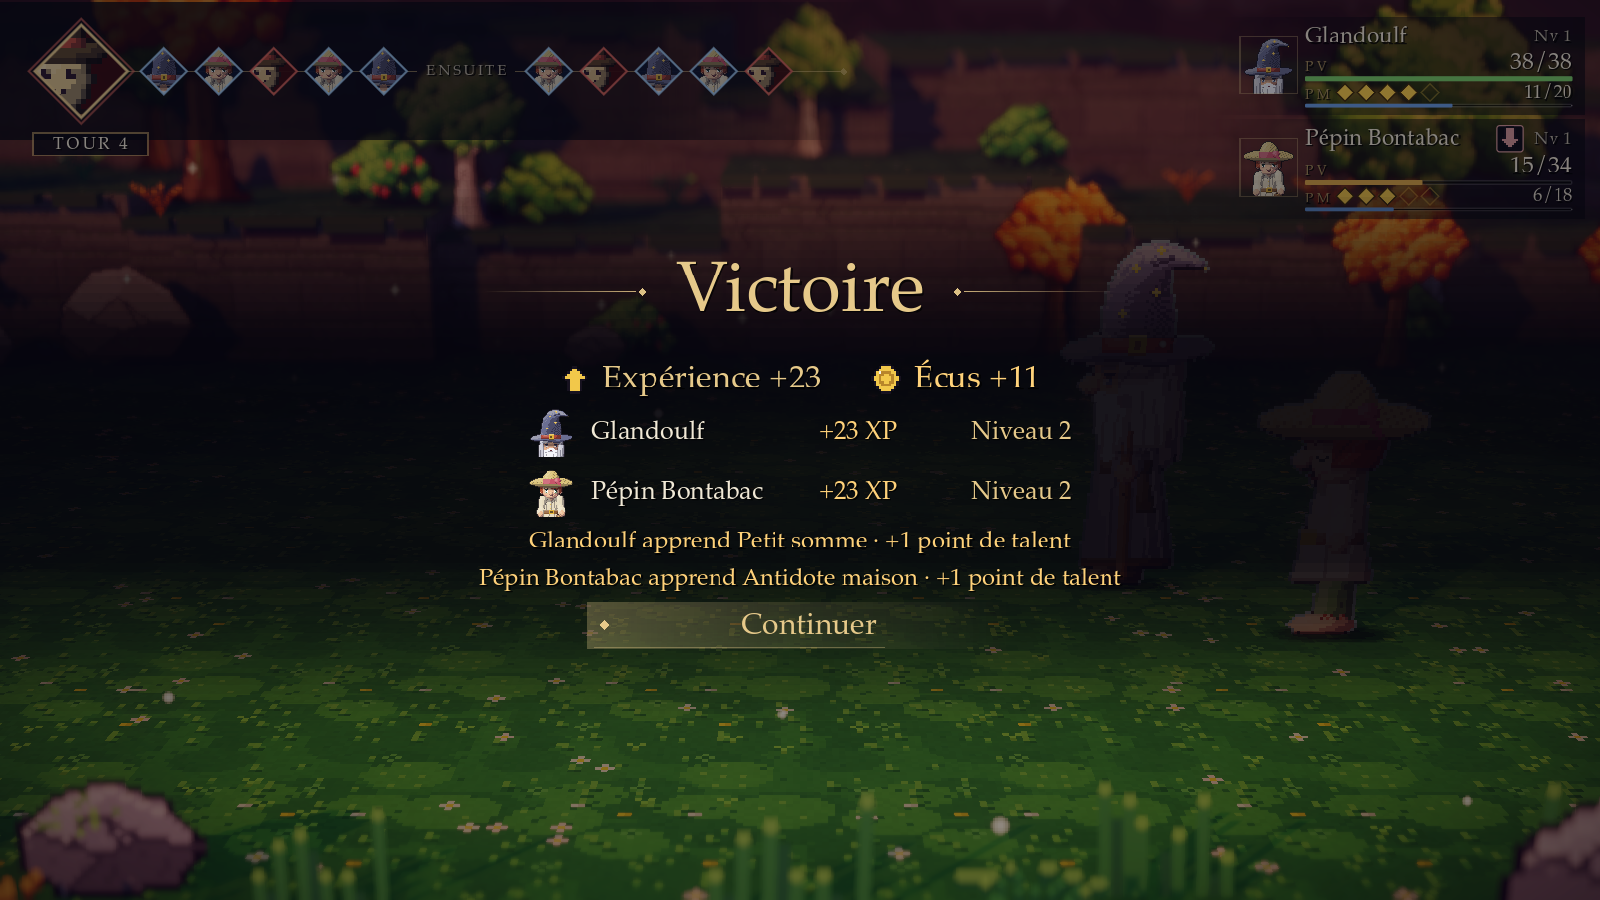 ENSUITE
TOUR 4
Glandoulf Nv 1
PV 38/38
PM 11/20
Pépin Bontabac Nv 1
PV 15/34
PM 6/18
Victoire
Expérience +23 Écus +11
Glandoulf +23 XP Niveau 2
Pépin Bontabac +23 XP Niveau 2
Glandoulf apprend Petit somme · +1 point de talent
Pépin Bontabac apprend Antidote maison · +1 point de talent
Continuer